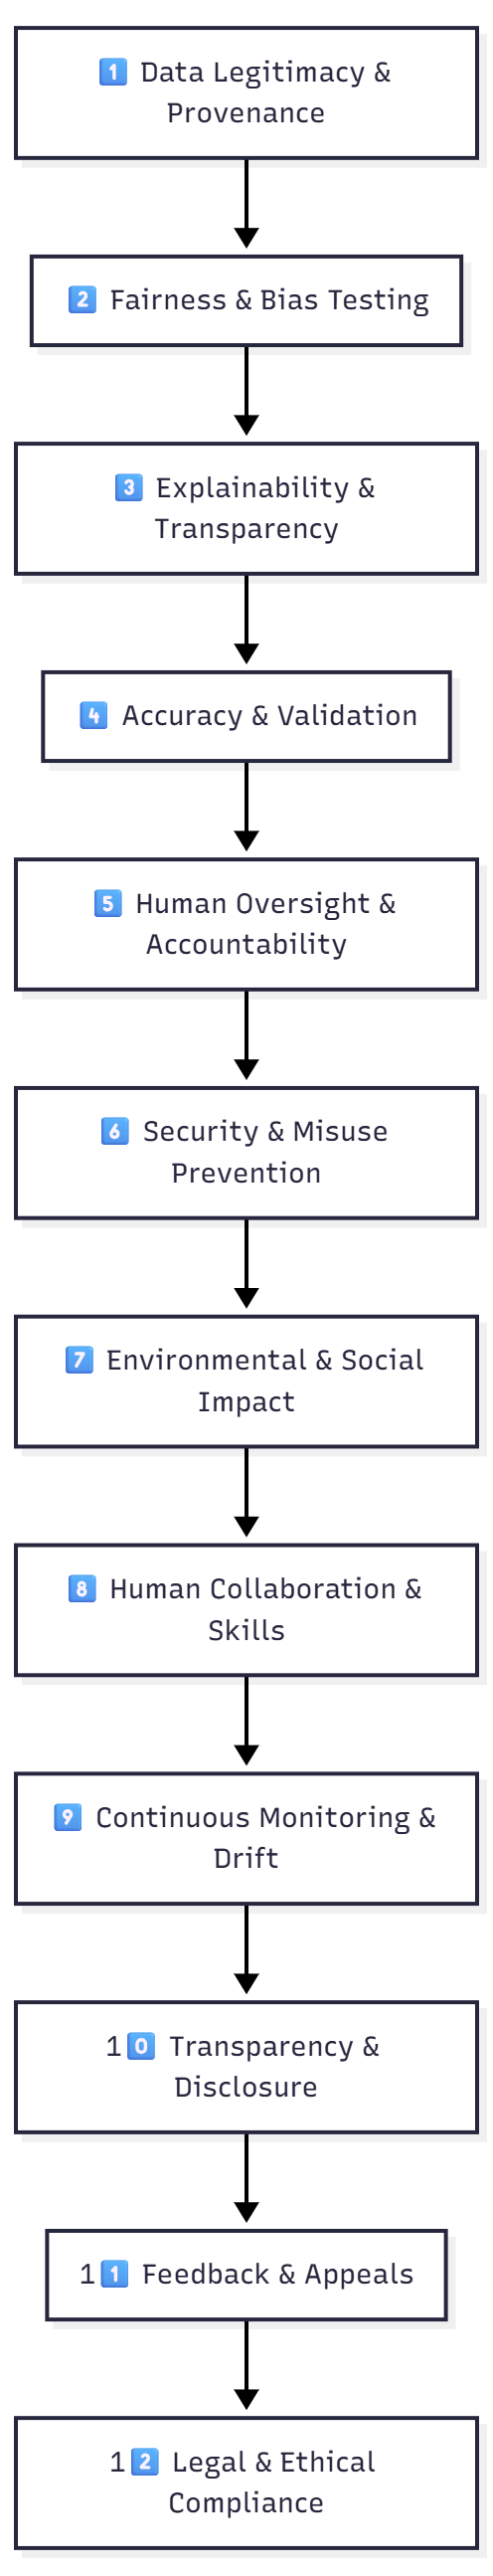 1️⃣ Data Legitimacy &
Provenance
2️⃣ Fairness & Bias Testing
3️⃣ Explainability &
Transparency
4️⃣ Accuracy & Validation
5️⃣ Human Oversight &
Accountability
6️⃣ Security & Misuse
Prevention
7️⃣ Environmental & Social
Impact
8️⃣ Human Collaboration &
Skills
9️⃣ Continuous Monitoring &
Drift
10️⃣ Transparency &
Disclosure
11️⃣ Feedback & Appeals
12️⃣ Legal & Ethical
Compliance